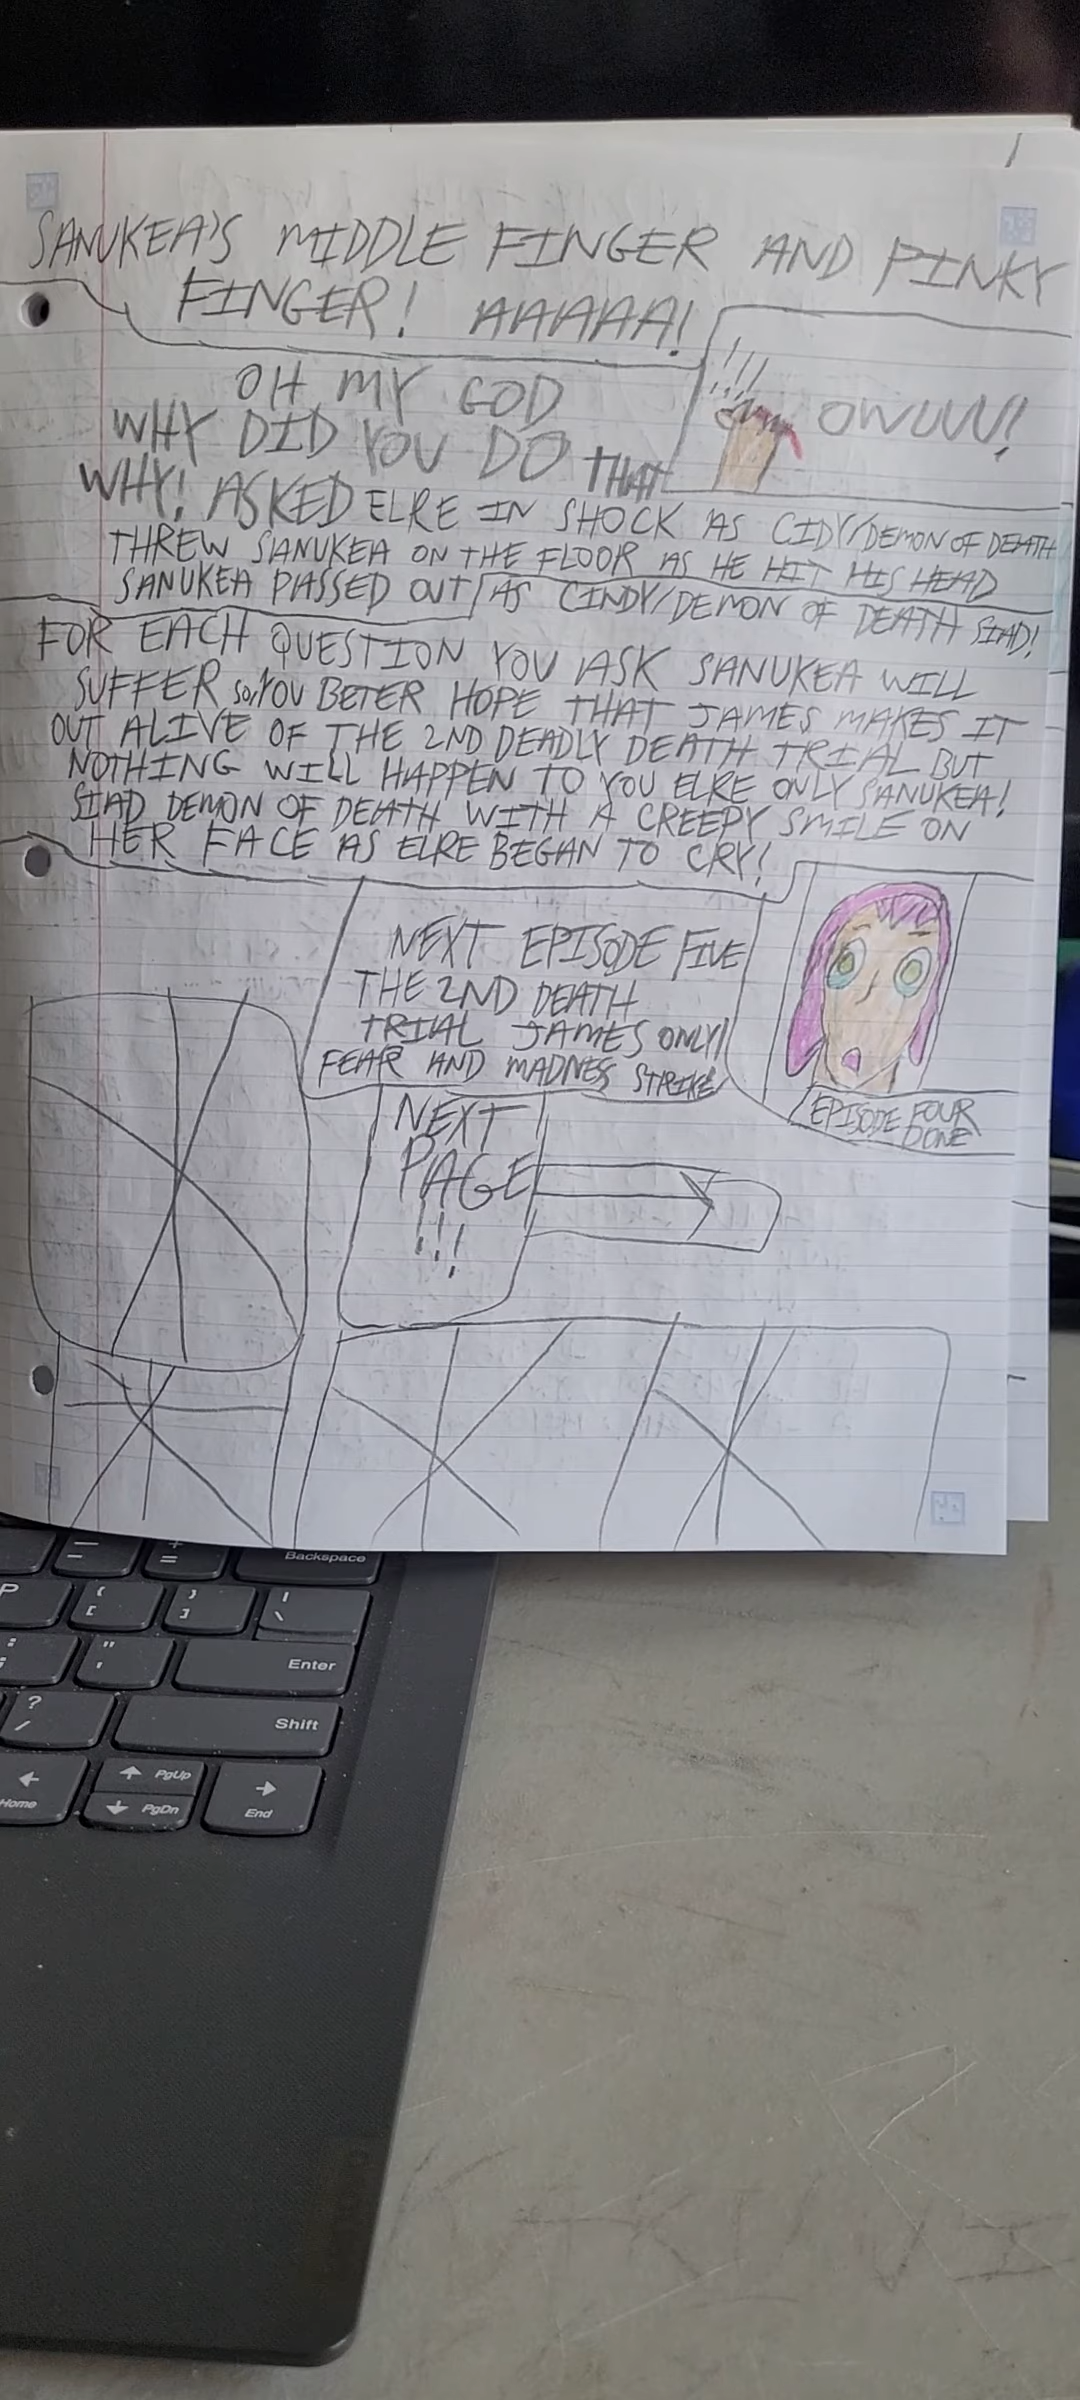 SANUKEA'S MIDDLE FINGER AND PINKY
FINGER! AAAAAA!
OH MY GOD
WHY DID YOU DO THAT
OWUUU!
WHY! ASKED ELRE IN SHOCK AS CIDY/DEMON OF DEATH
THREW SANUKEA ON THE FLOOR AS HE HIT HIS HEAD
SANUKEA PASSED OUT AS CINDY/DEMON OF DEATH SIAD!
FOR EACH QUESTION YOU ASK SANUKEA WILL
SUFFER so,YOU BETER HOPE THAT JAMES MAKES IT
OUT ALIVE OF THE 2ND DEADLY DEATH TRIAL BUT
NOTHING WILL HAPPEN TO YOU ELRE ONLY SANUKEA!
SIAD DEMON OF DEATH WITH A CREEPY SMILE ON
HER FACE AS ELRE BEGAN TO CRY!
NEXT EPISODE FIVE
THE 2ND DEATH
TRIAL JAMES ONLY!
FEAR AND MADNESS STRIKE
EPISODE FOUR
DONE
NEXT
PAGE
!!!
Backspace
- _ = +
P { [ } ] | \
: ; " ' Enter
? / Shift
Home PgUp PgDn End